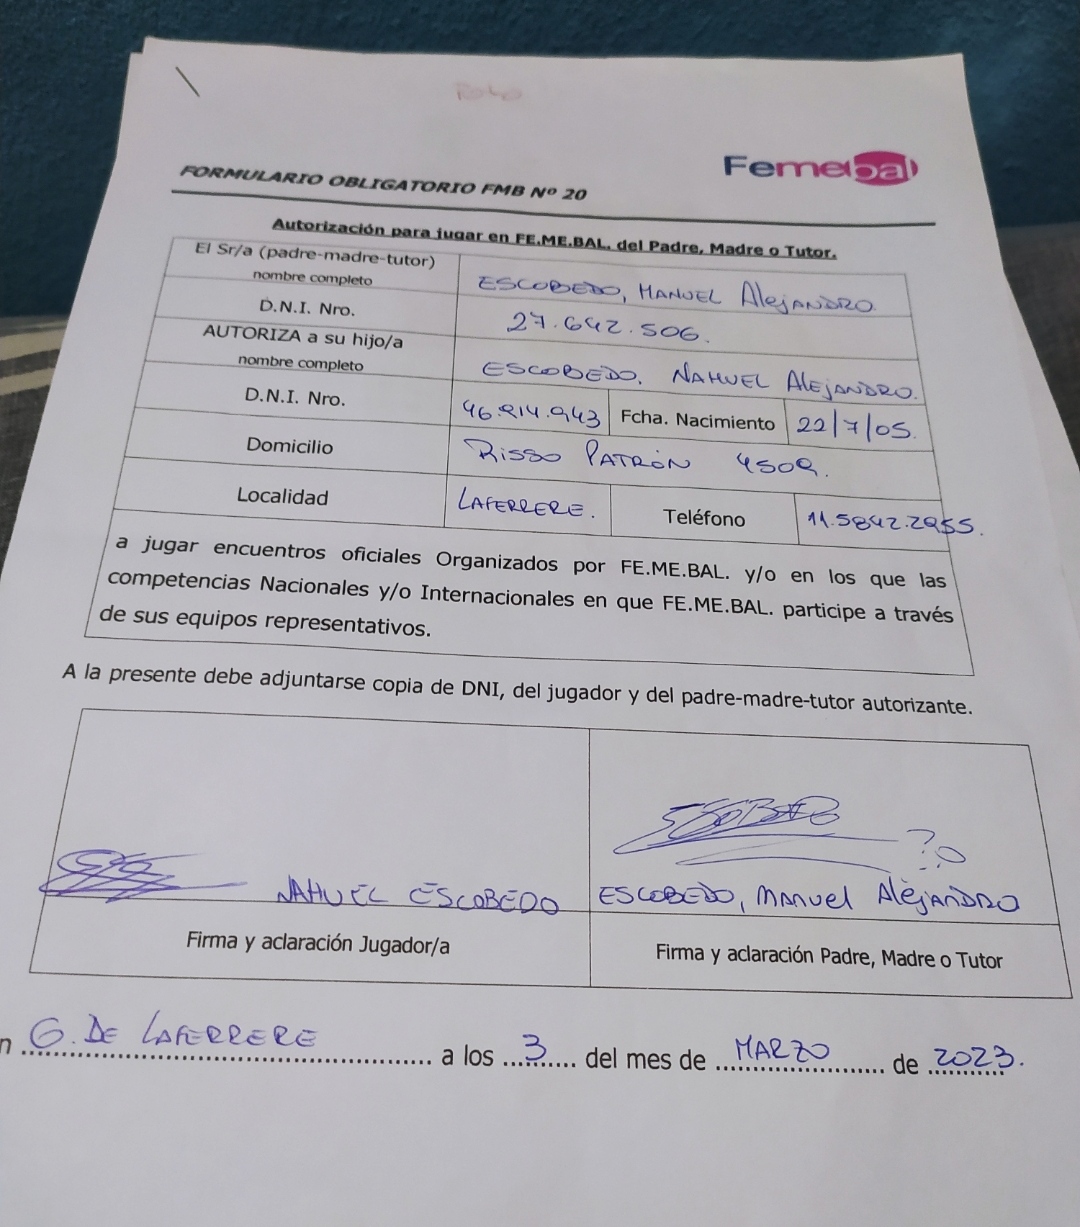 Roto
Femebal
FORMULARIO OBLIGATORIO FMB Nº 20
Autorización para jugar en FE.ME.BAL. del Padre, Madre o Tutor.
El Sr/a (padre-madre-tutor)
nombre completo
ESCOBEDO, MANUEL AlejANDRO.
D.N.I. Nro.
27.642.506.
AUTORIZA a su hijo/a
nombre completo
ESCOBEDO. NAHUEL ALEjANDRO.
D.N.I. Nro.
46.914.943 Fcha. Nacimiento 22/7/05.
Domicilio
RISSO PATRÓN 4509.
Localidad
LAFERRERE. Teléfono 11.5842.2955.
a jugar encuentros oficiales Organizados por FE.ME.BAL. y/o en los que las
competencias Nacionales y/o Internacionales en que FE.ME.BAL. participe a través
de sus equipos representativos.
A la presente debe adjuntarse copia de DNI, del jugador y del padre-madre-tutor autorizante.
NAHUEL ESCOBEDO
ESCOBEDO, MANUEL AlejANDRO
Firma y aclaración Jugador/a
Firma y aclaración Padre, Madre o Tutor
n G. DE LAFERRERE a los 3 del mes de MARZO de 2023.